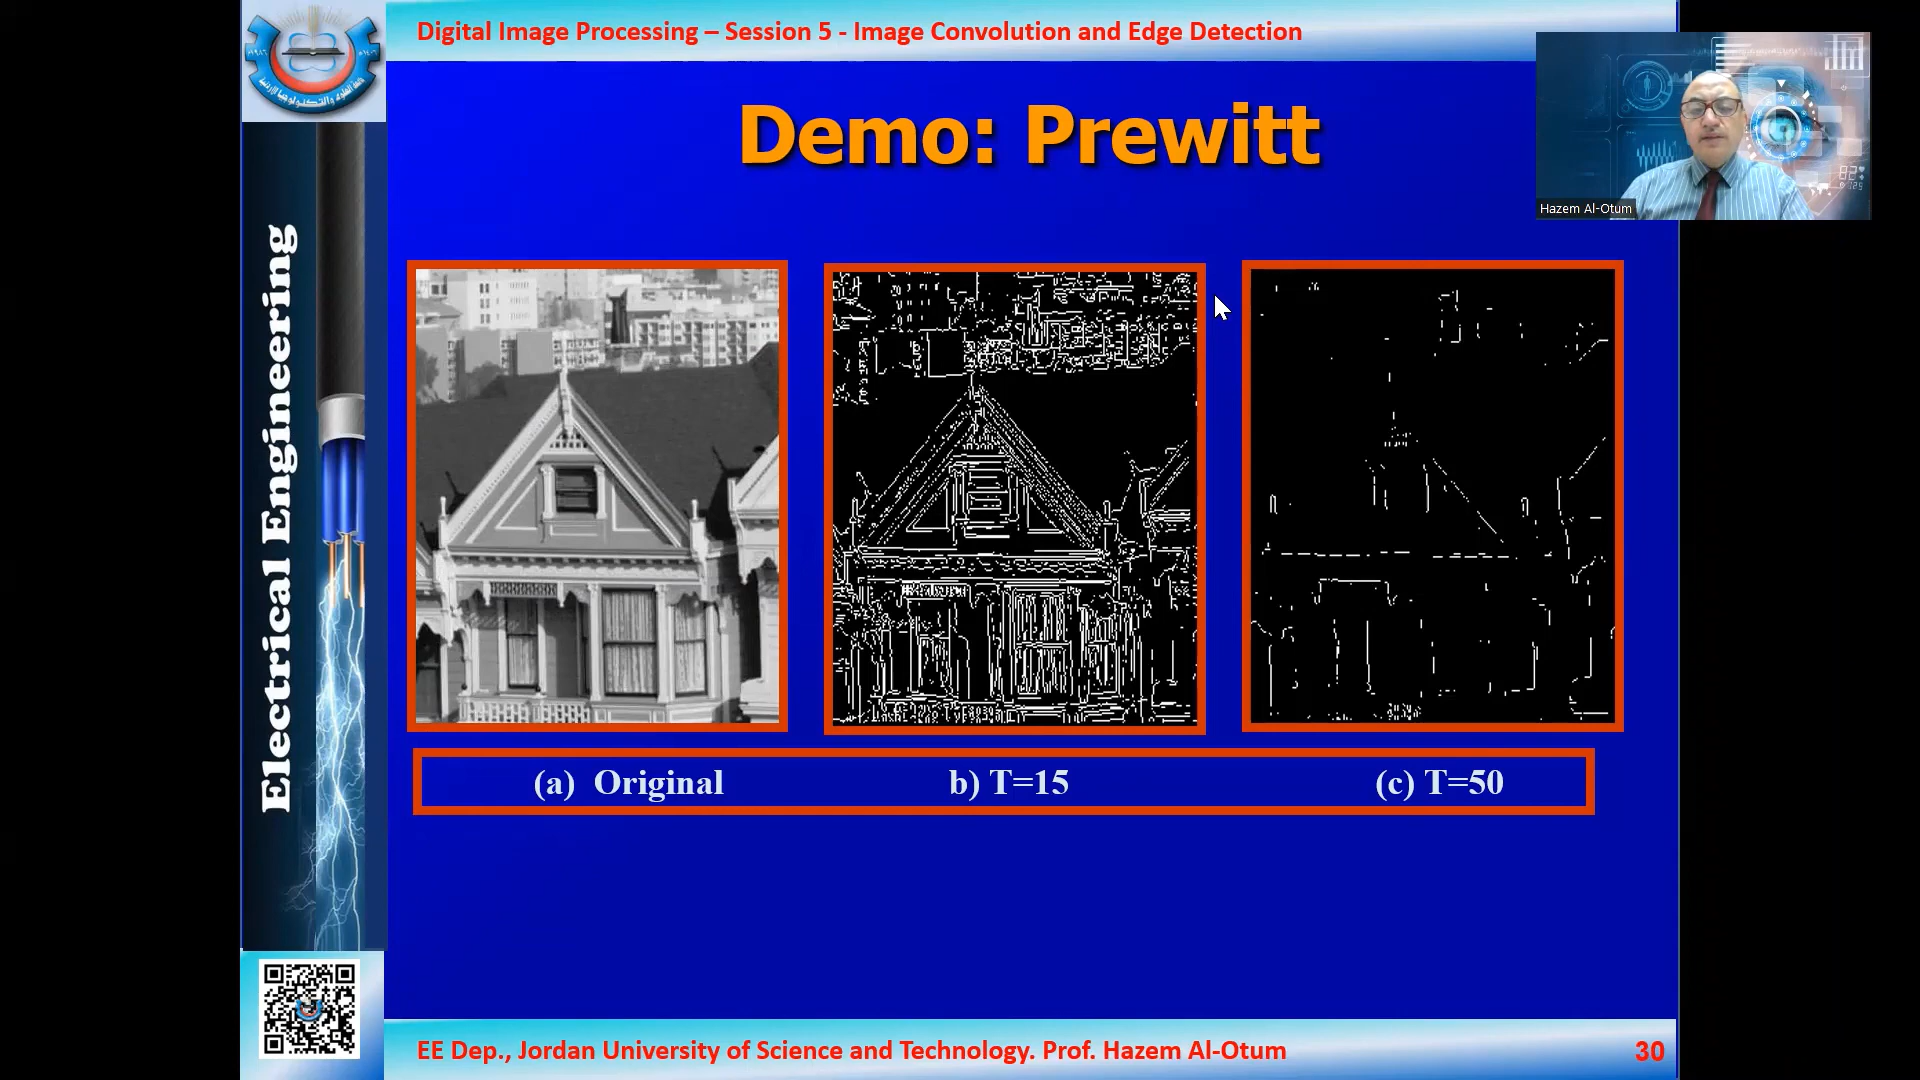 Digital Image Processing – Session 5 - Image Convolution and Edge Detection
Demo: Prewitt
Hazem Al-Otum
Electrical Engineering
(a) Original b) T=15 (c) T=50
EE Dep., Jordan University of Science and Technology. Prof. Hazem Al-Otum
30